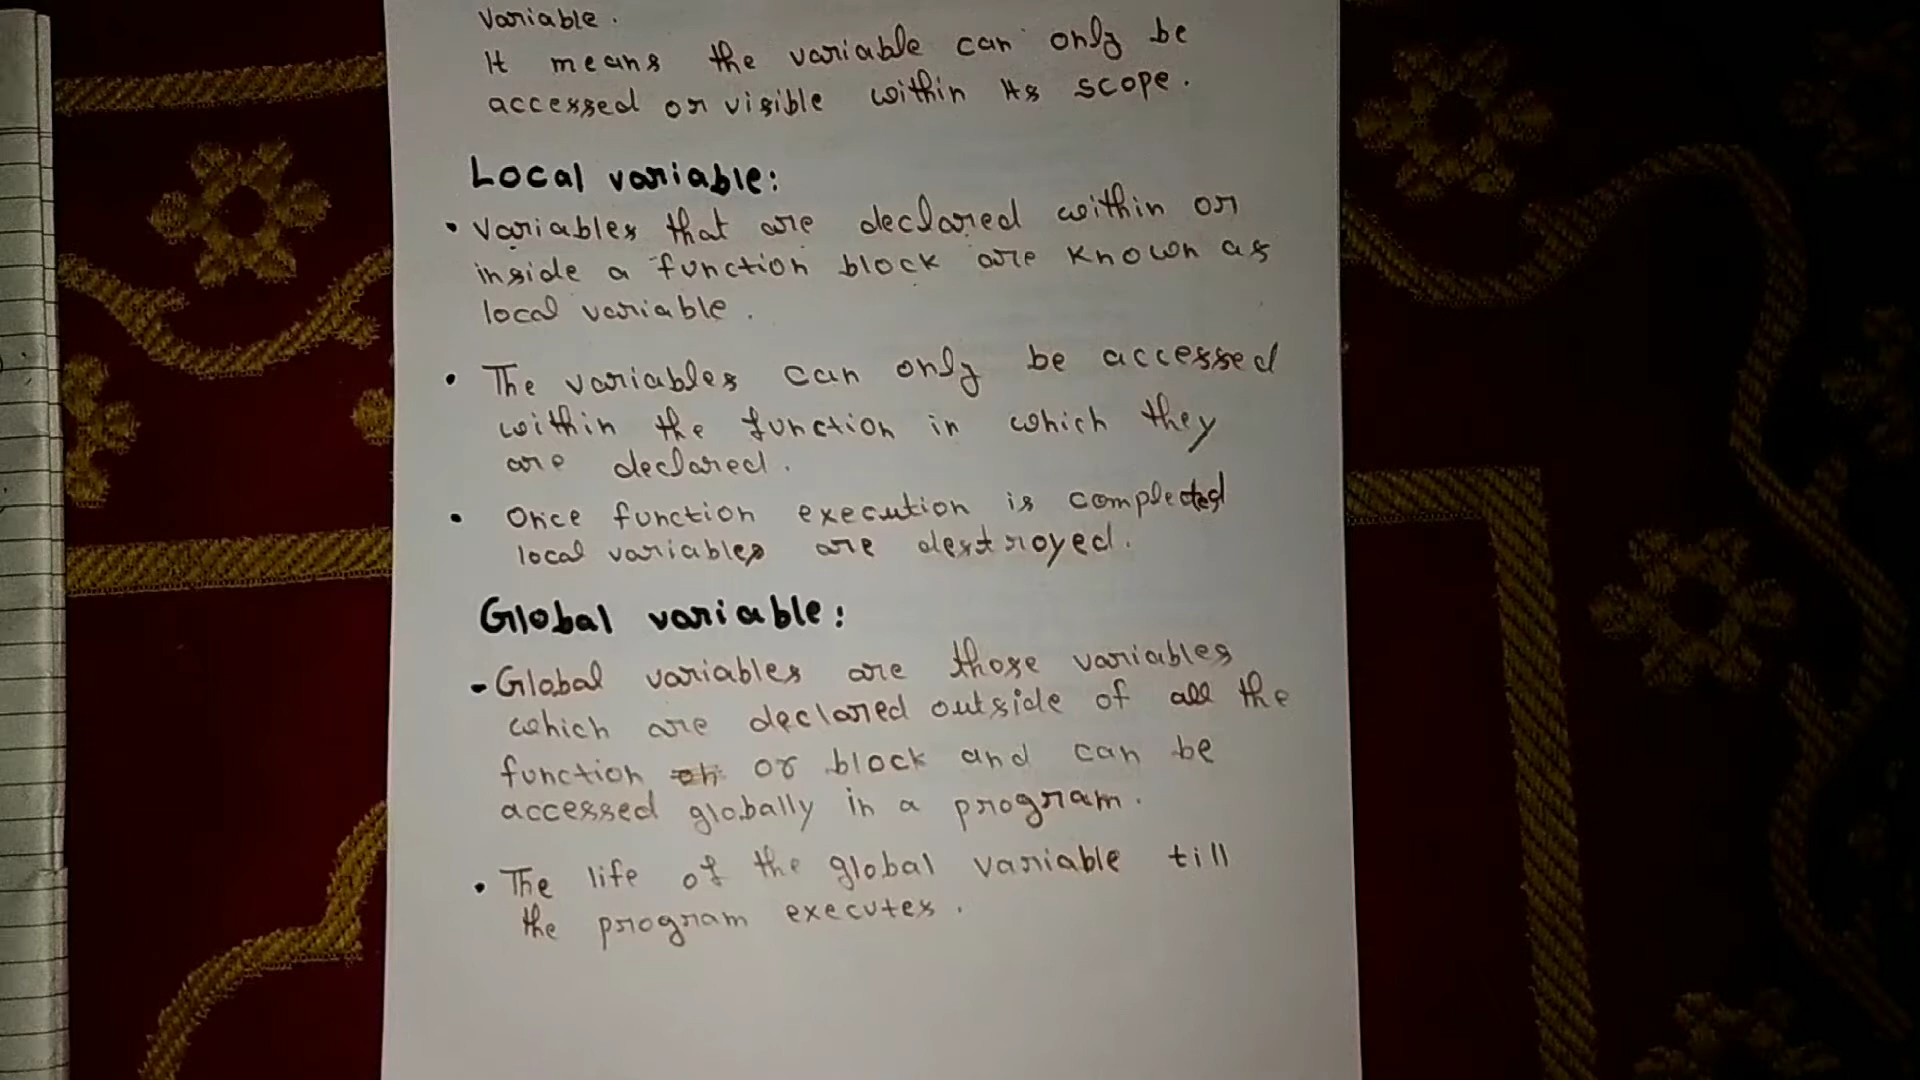 variable.
It means the variable can only be
accessed or visible within its scope.
Local variable:
• Variables that are declared within or
inside a function block are known as
local variable.
• The variables can only be accessed
within the function in which they
are declared.
• Once function execution is completed
local variables are destroyed.
Global variable:
- Global variables are those variables
which are declared outside of all the
function or block and can be
accessed globally in a program.
• The life of the global variable till
the program executes.